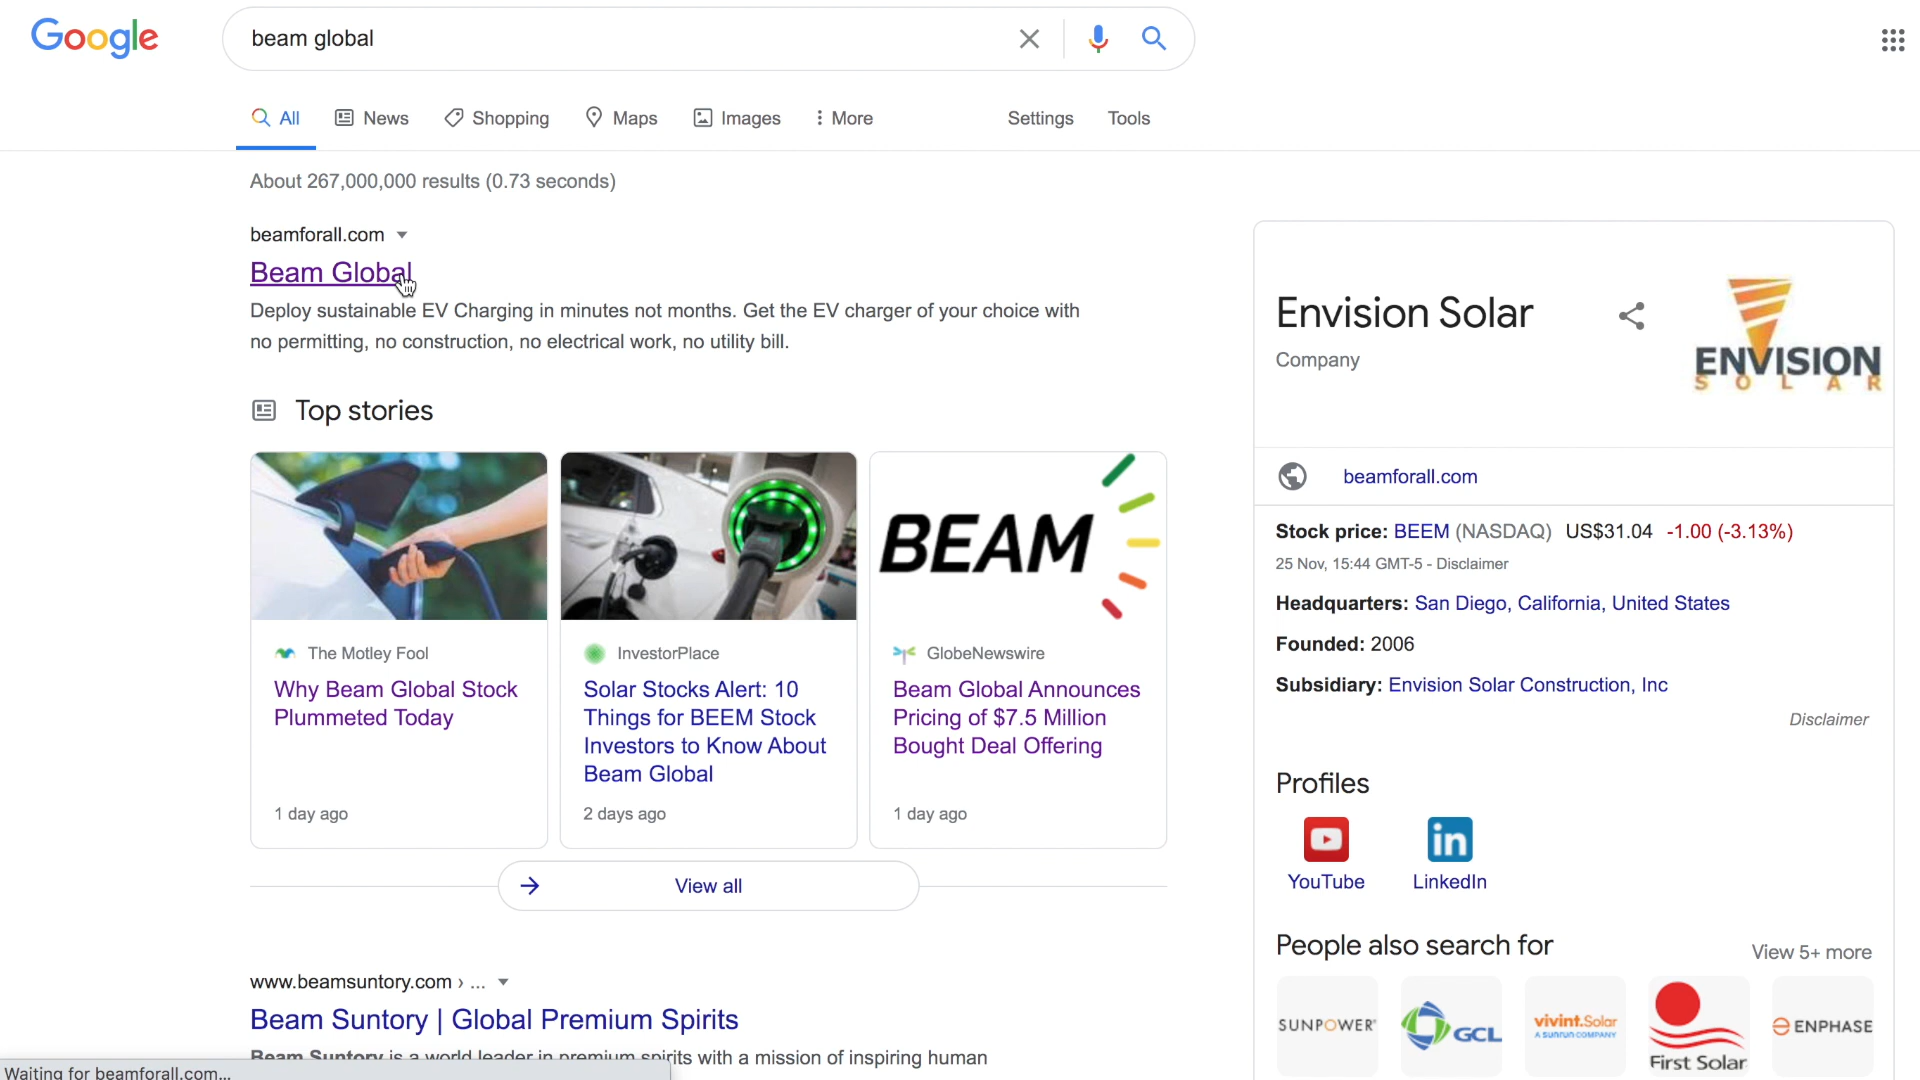 Google
beam global
All
News
Shopping
Maps
Images
More
Settings
Tools
About 267,000,000 results (0.73 seconds)
beamforall.com
Beam Global
Deploy sustainable EV Charging in minutes not months. Get the EV charger of your choice with
no permitting, no construction, no electrical work, no utility bill.
Top stories
BEAM
The Motley Fool
Why Beam Global Stock
Plummeted Today
1 day ago
InvestorPlace
Solar Stocks Alert: 10
Things for BEEM Stock
Investors to Know About
Beam Global
2 days ago
GlobeNewswire
Beam Global Announces
Pricing of $7.5 Million
Bought Deal Offering
1 day ago
View all
www.beamsuntory.com › ...
Beam Suntory | Global Premium Spirits
Beam Suntory is a world leader in premium spirits with a mission of inspiring human
Waiting for beamforall.com...
Envision Solar
Company
ENVISION
SOLAR
beamforall.com
Stock price: BEEM (NASDAQ) US$31.04 -1.00 (-3.13%)
25 Nov, 15:44 GMT-5 - Disclaimer
Headquarters: San Diego, California, United States
Founded: 2006
Subsidiary: Envision Solar Construction, Inc
Disclaimer
Profiles
in
YouTube
LinkedIn
People also search for
View 5+ more
SUNPOWER
GCL
vivint.Solar
A SUNRUN COMPANY
First Solar
ENPHASE